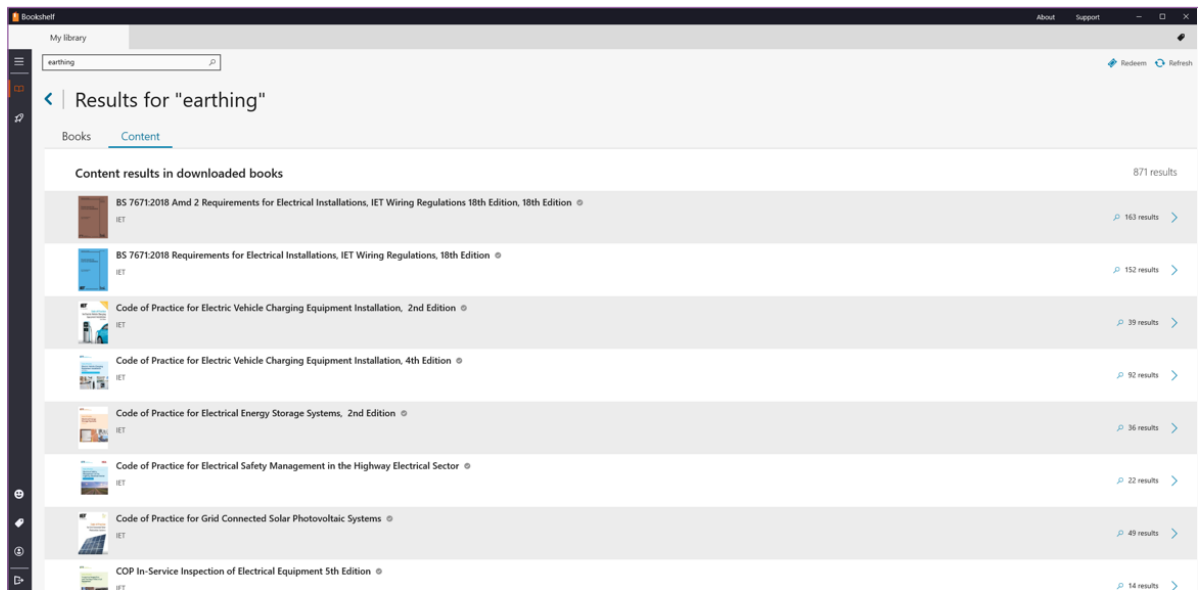 Bookshelf
About Support
My library
earthing
Redeem Refresh
Results for "earthing"
Books Content
Content results in downloaded books 871 results
BS 7671:2018 Amd 2 Requirements for Electrical Installations, IET Wiring Regulations 18th Edition, 18th Edition
IET
163 results
BS 7671:2018 Requirements for Electrical Installations, IET Wiring Regulations, 18th Edition
IET
152 results
Code of Practice for Electric Vehicle Charging Equipment Installation, 2nd Edition
IET
39 results
Code of Practice for Electric Vehicle Charging Equipment Installation, 4th Edition
IET
92 results
Code of Practice for Electrical Energy Storage Systems, 2nd Edition
IET
36 results
Code of Practice for Electrical Safety Management in the Highway Electrical Sector
IET
22 results
Code of Practice for Grid Connected Solar Photovoltaic Systems
IET
49 results
COP In-Service Inspection of Electrical Equipment 5th Edition
IET
14 results